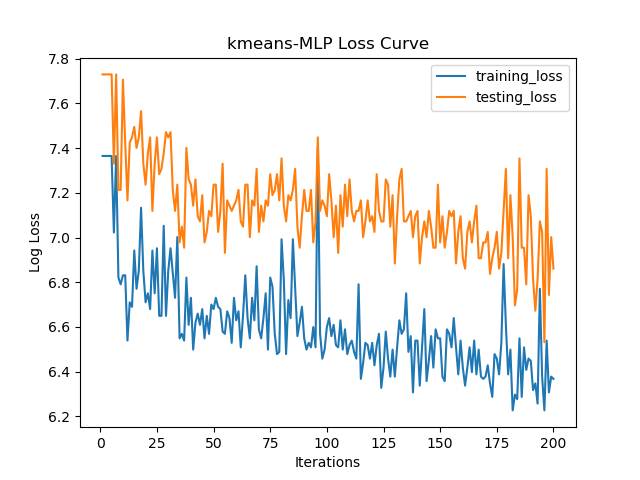 kmeans-MLP Loss Curve
training_loss
testing_loss
Log Loss
7.8
7.6
7.4
7.2
7.0
6.8
6.6
6.4
6.2
0 25 50 75 100 125 150 175 200
Iterations